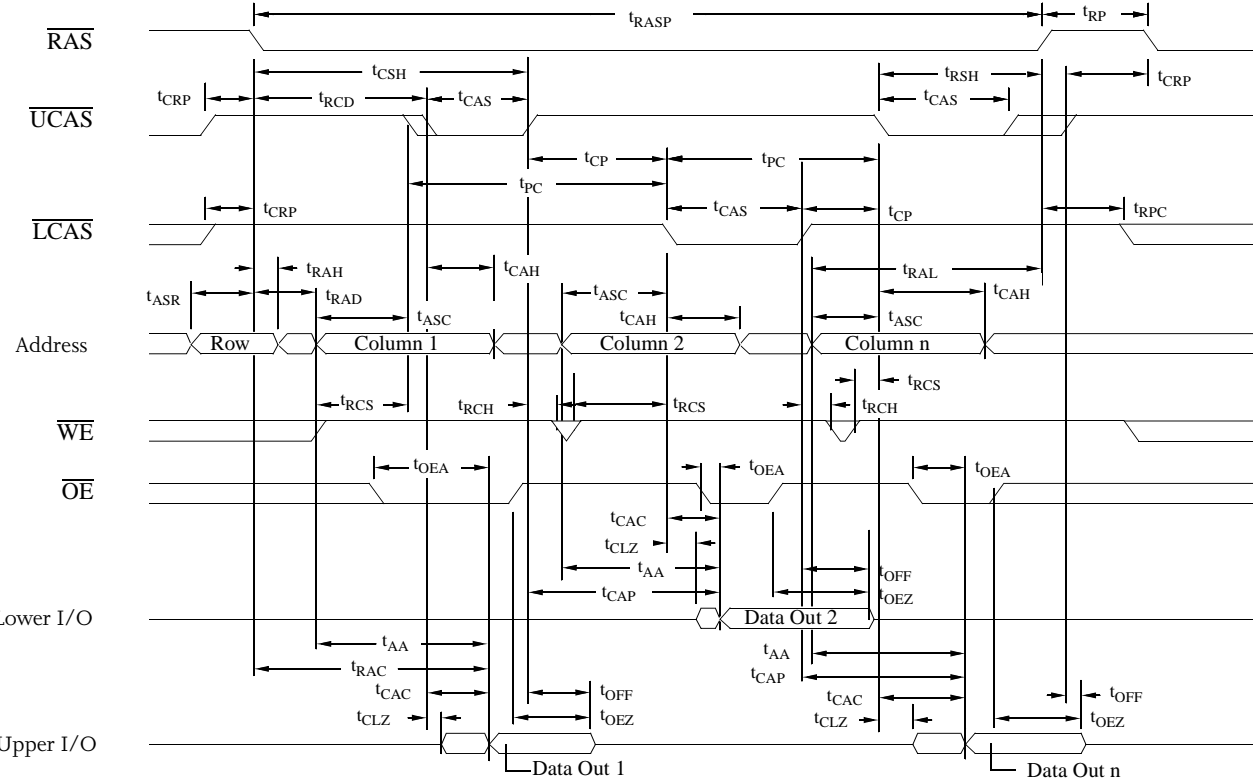 tRASP
tRP
RAS
tCSH
tRSH
tCRP
tCRP
tRCD
tCAS
tCAS
UCAS
tCP
tPC
tPC
tCRP
tCAS
tCP
tRPC
LCAS
tRAH
tCAH
tRAL
tASR
tRAD
tASC
tCAH
tASC
tCAH
tASC
Address
Row
Column 1
Column 2
Column n
tRCS
tRCS
tRCH
tRCS
tRCH
WE
tOEA
tOEA
tOEA
OE
tCAC
tCLZ
tAA
tOFF
tCAP
tOEZ
Lower I/O
Data Out 2
tAA
tAA
tRAC
tCAP
tCAC
tOFF
tCAC
tOFF
tCLZ
tOEZ
tCLZ
tOEZ
Upper I/O
Data Out 1
Data Out n